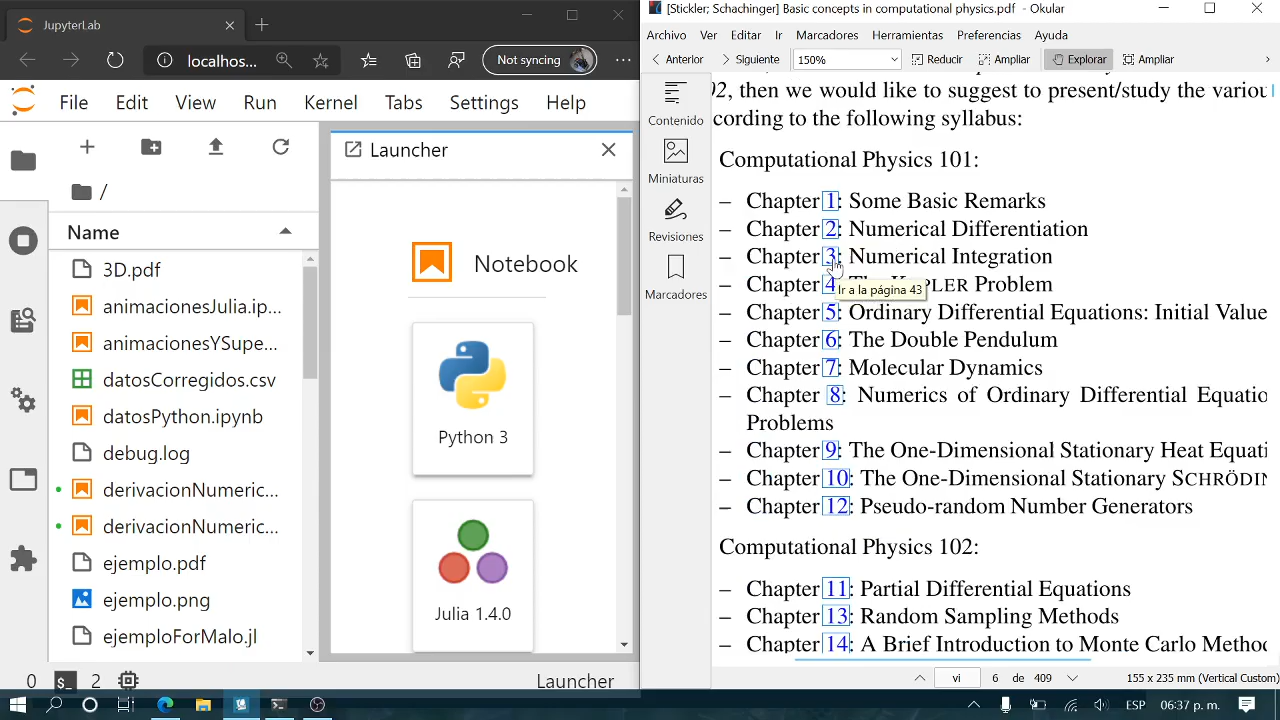 JupyterLab
localhos...
Not syncing
File Edit View Run Kernel Tabs Settings Help
/
Name
3D.pdf
animacionesJulia.ip...
animacionesYSupe...
datosCorregidos.csv
datosPython.ipynb
debug.log
derivacionNumeric...
derivacionNumeric...
ejemplo.pdf
ejemplo.png
ejemploForMalo.jl
Launcher
Notebook
Python 3
Julia 1.4.0
0 $_ 2
Launcher
[Stickler; Schachinger] Basic concepts in computational physics.pdf - Okular
Archivo Ver Editar Ir Marcadores Herramientas Preferencias Ayuda
Anterior Siguiente 150% Reducir Ampliar Explorar Ampliar
Contenido
Miniaturas
Revisiones
Marcadores
02, then we would like to suggest to present/study the variou
cording to the following syllabus:
Computational Physics 101:
– Chapter 1: Some Basic Remarks
– Chapter 2: Numerical Differentiation
– Chapter 3: Numerical Integration
– Chapter 4: The KEPLER Problem
Ir a la página 43
– Chapter 5: Ordinary Differential Equations: Initial Value
– Chapter 6: The Double Pendulum
– Chapter 7: Molecular Dynamics
– Chapter 8: Numerics of Ordinary Differential Equatio
Problems
– Chapter 9: The One-Dimensional Stationary Heat Equati
– Chapter 10: The One-Dimensional Stationary SCHRÖDIN
– Chapter 12: Pseudo-random Number Generators
Computational Physics 102:
– Chapter 11: Partial Differential Equations
– Chapter 13: Random Sampling Methods
– Chapter 14: A Brief Introduction to Monte Carlo Method
vi 6 de 409
155 x 235 mm (Vertical Custom)
ESP 06:37 p. m.